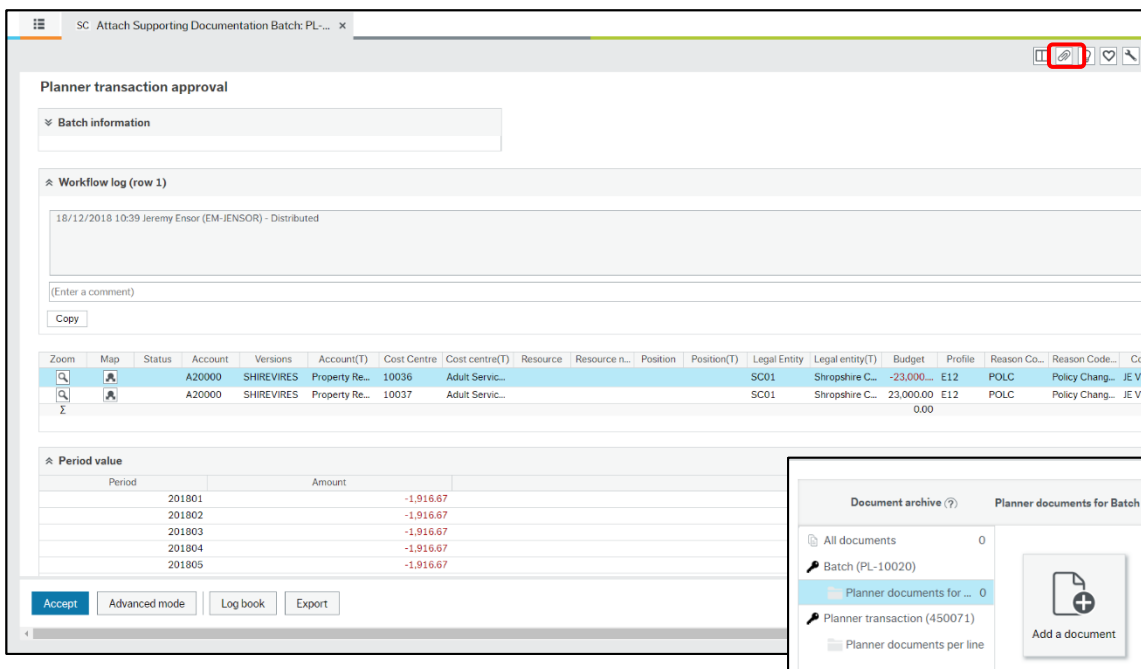 SC Attach Supporting Documentation Batch: PL-... ×
Planner transaction approval
Batch information
Workflow log (row 1)
18/12/2018 10:39 Jeremy Ensor (EM-JENSOR) - Distributed
(Enter a comment)
Copy
Zoom Map Status Account Versions Account(T) Cost Centre Cost centre(T) Resource Resource n... Position Position(T) Legal Entity Legal entity(T) Budget Profile Reason Co... Reason Code... Co
A20000 SHIREVIRES Property Re... 10036 Adult Servic... SC01 Shropshire C... -23,000.... E12 POLC Policy Chang... JE V
A20000 SHIREVIRES Property Re... 10037 Adult Servic... SC01 Shropshire C... 23,000.00 E12 POLC Policy Chang... JE V
Σ 0.00
Period value
Period Amount
201801 -1,916.67
201802 -1,916.67
201803 -1,916.67
201804 -1,916.67
201805 -1,916.67
Accept Advanced mode Log book Export
Document archive (?) Planner documents for Batch
All documents 0
Batch (PL-10020)
Planner documents for ... 0
Planner transaction (450071)
Planner documents per line
Add a document